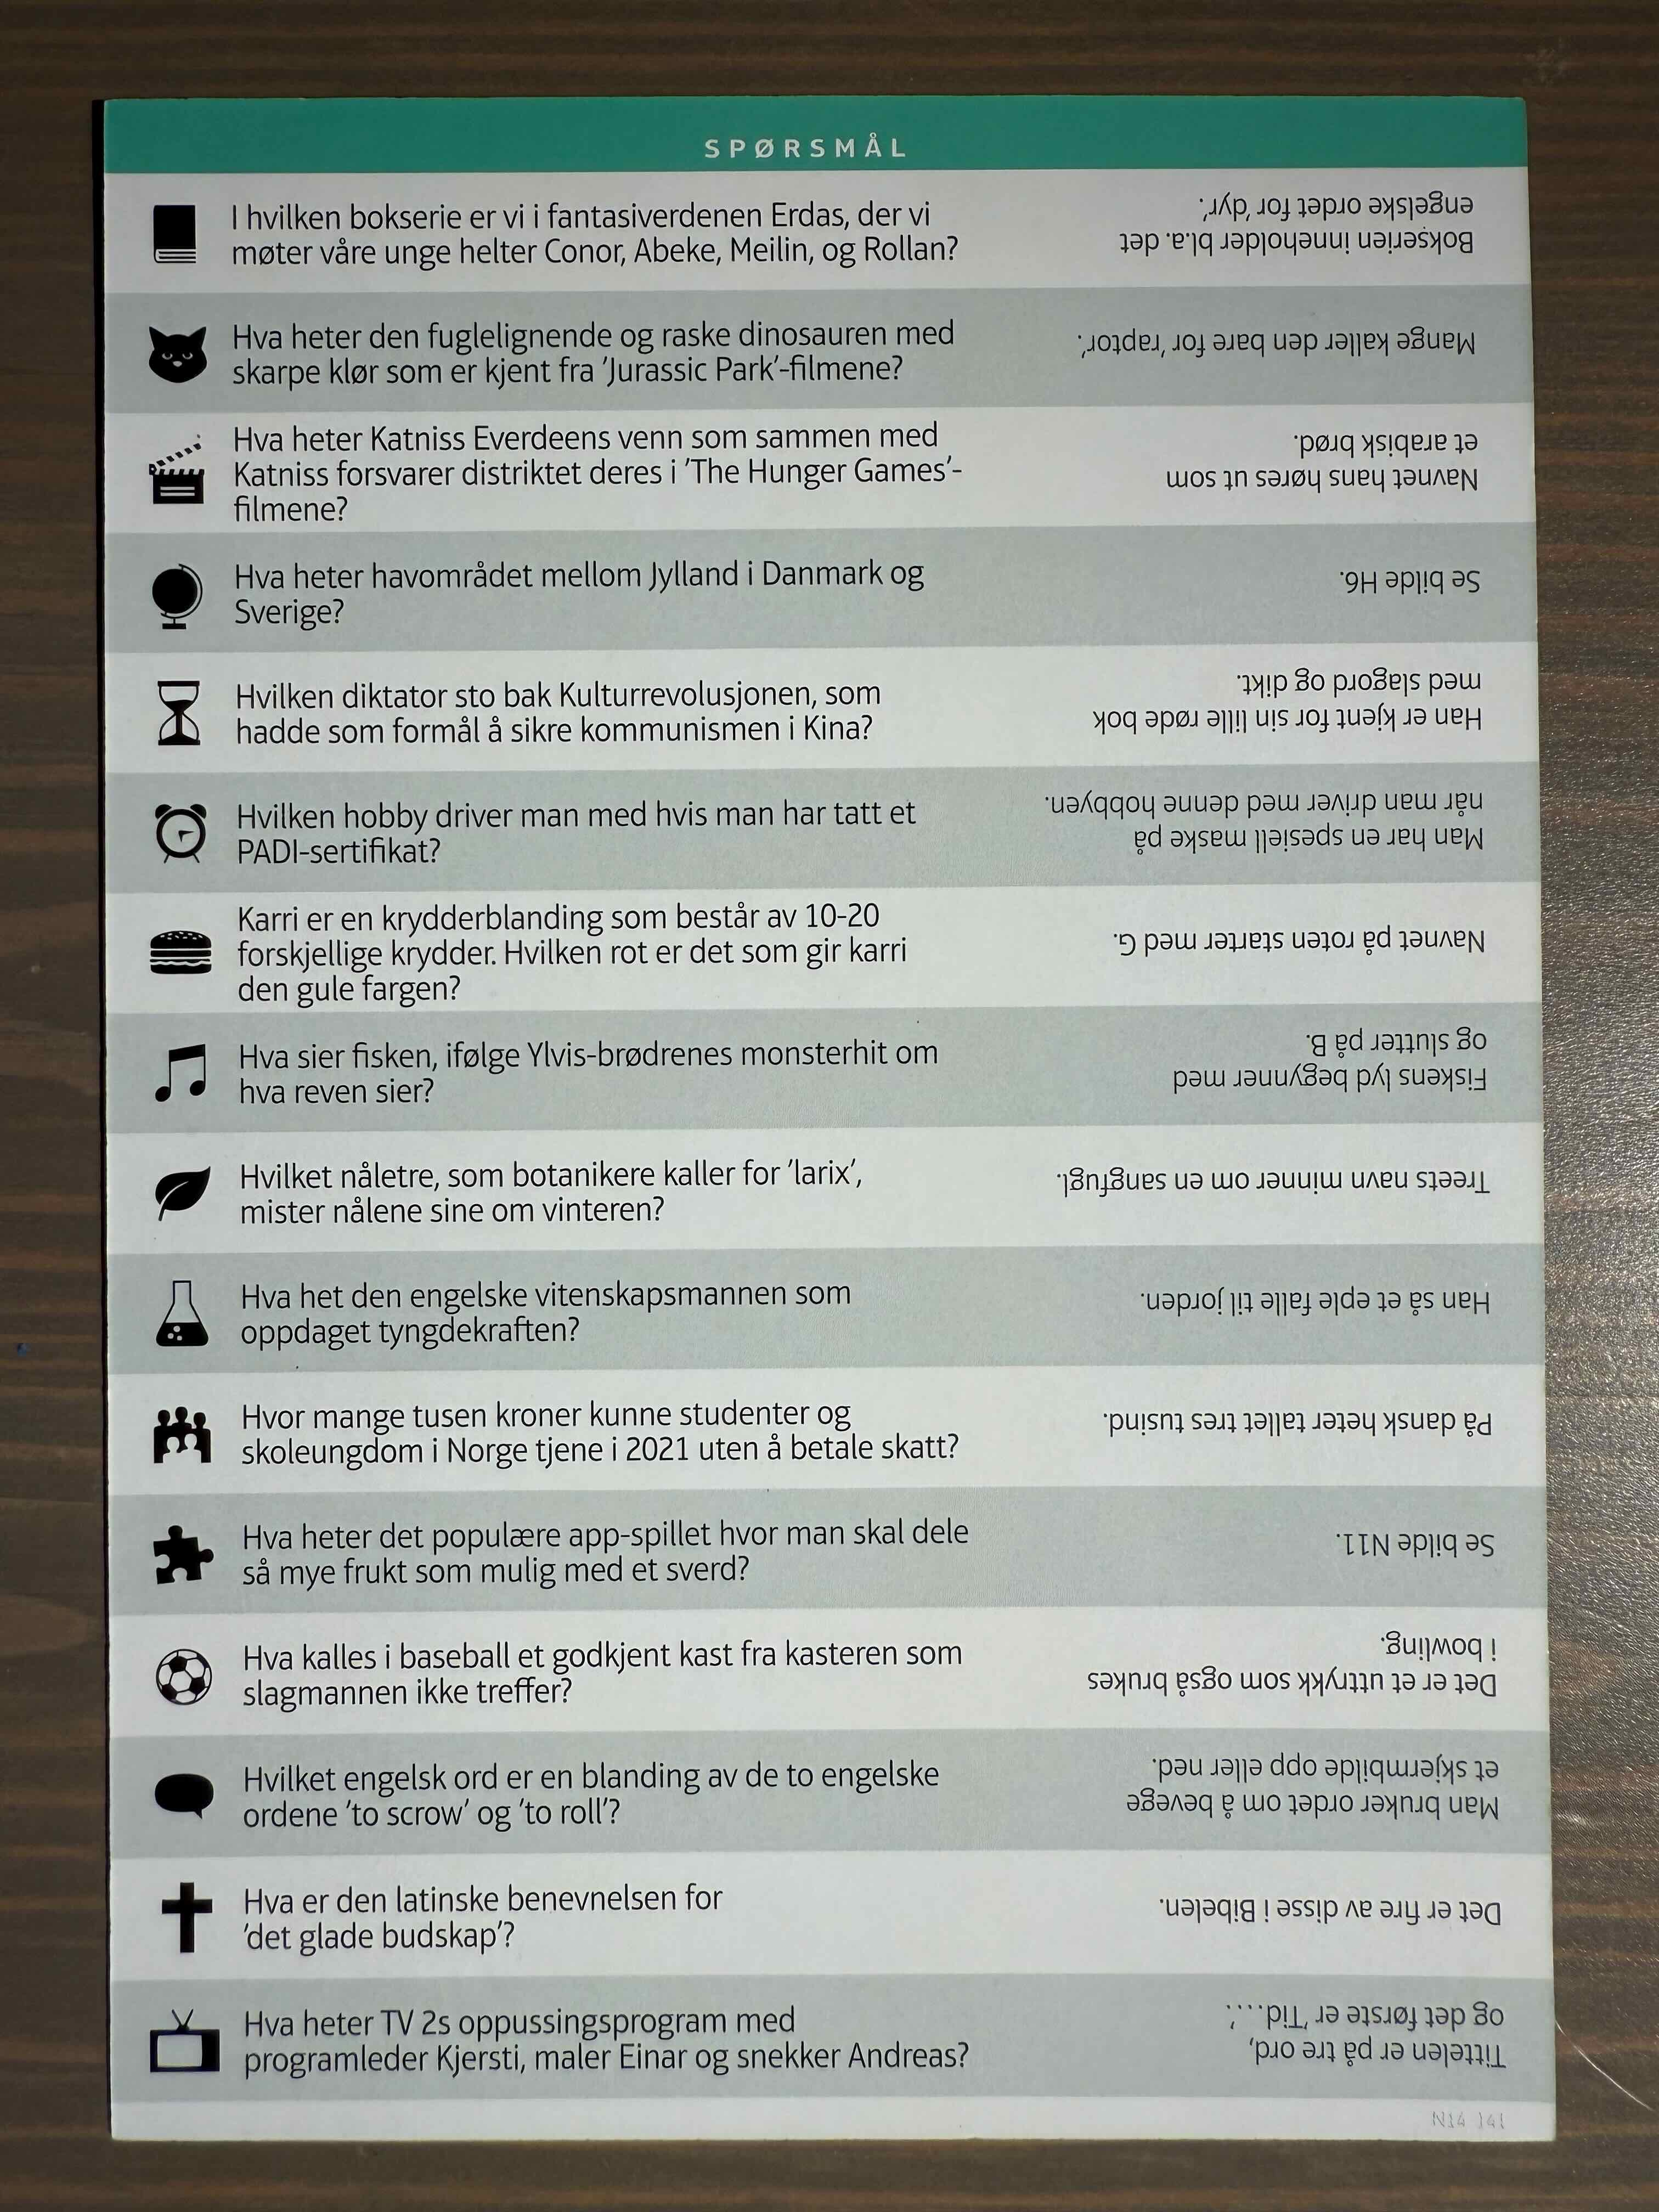 SPØRSMÅL
I hvilken bokserie er vi i fantasiverdenen Erdas, der vi
møter våre unge helter Conor, Abeke, Meilin, og Rollan?
Bokserien inneholder bl.a. det
engelske ordet for 'dyr'.
Hva heter den fuglelignende og raske dinosauren med
skarpe klør som er kjent fra 'Jurassic Park'-filmene?
Mange kaller den bare for 'raptor'.
Hva heter Katniss Everdeens venn som sammen med
Katniss forsvarer distriktet deres i 'The Hunger Games'-
filmene?
Navnet hans høres ut som
et arabisk brød.
Hva heter havområdet mellom Jylland i Danmark og
Sverige?
Se bilde H6.
Hvilken diktator sto bak Kulturrevolusjonen, som
hadde som formål å sikre kommunismen i Kina?
Han er kjent for sin lille røde bok
med slagord og dikt.
Hvilken hobby driver man med hvis man har tatt et
PADI-sertifikat?
Man har en spesiell maske på
når man driver med denne hobbyen.
Karri er en krydderblanding som består av 10-20
forskjellige krydder. Hvilken rot er det som gir karri
den gule fargen?
Navnet på roten starter med G.
Hva sier fisken, ifølge Ylvis-brødrenes monsterhit om
hva reven sier?
Fiskens lyd begynner med
og slutter på B.
Hvilket nåletre, som botanikere kaller for 'larix',
mister nålene sine om vinteren?
Treets navn minner om en sangfugl.
Hva het den engelske vitenskapsmannen som
oppdaget tyngdekraften?
Han så et eple falle til jorden.
Hvor mange tusen kroner kunne studenter og
skoleungdom i Norge tjene i 2021 uten å betale skatt?
På dansk heter tallet tres tusind.
Hva heter det populære app-spillet hvor man skal dele
så mye frukt som mulig med et sverd?
Se bilde N11.
Hva kalles i baseball et godkjent kast fra kasteren som
slagmannen ikke treffer?
Det er et uttrykk som også brukes
i bowling.
Hvilket engelsk ord er en blanding av de to engelske
ordene 'to scrow' og 'to roll'?
Man bruker ordet om å bevege
et skjermbilde opp eller ned.
Hva er den latinske benevnelsen for
'det glade budskap'?
Det er fire av disse i Bibelen.
Hva heter TV 2s oppussingsprogram med
programleder Kjersti, maler Einar og snekker Andreas?
Tittelen er på tre ord,
og det første er 'Tid....'
N14 141